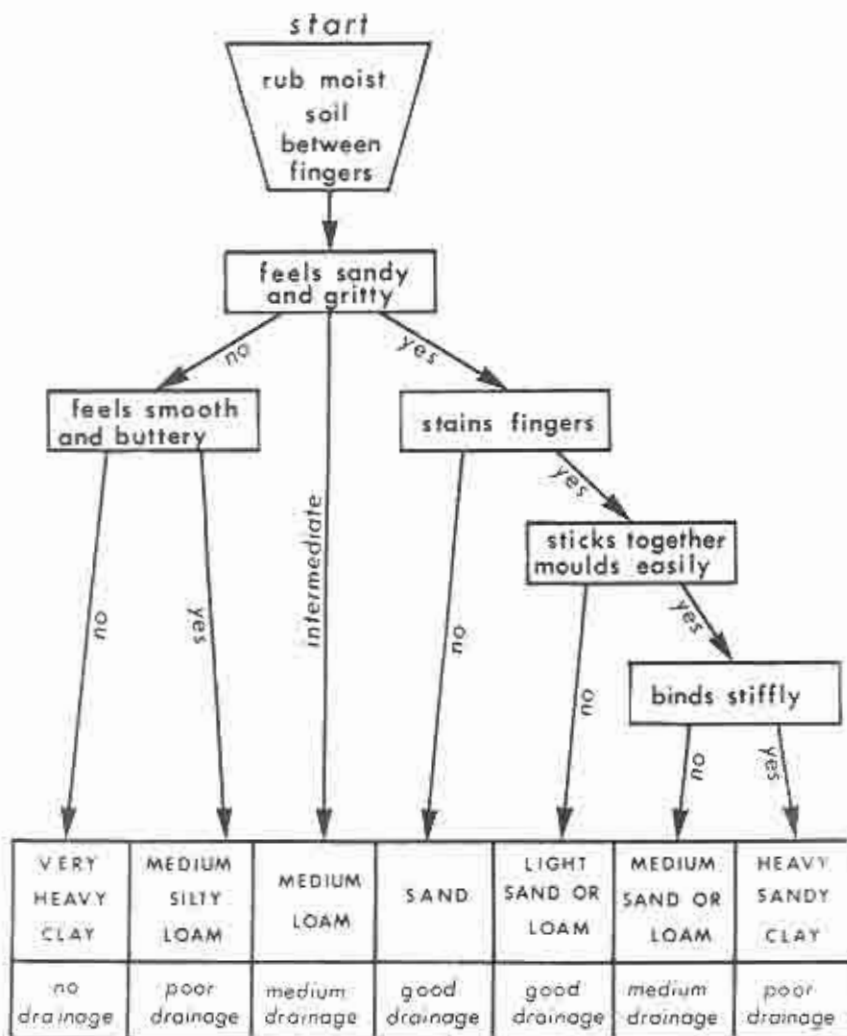 start
rub moist
soil
between
fingers
feels sandy
and gritty
no
yes
feels smooth
and buttery
stains fingers
intermediate
yes
sticks together
moulds easily
no
yes
no
no
yes
binds stiffly
no
yes
VERY
HEAVY
CLAY
MEDIUM
SILTY
LOAM
MEDIUM
LOAM
SAND
LIGHT
SAND OR
LOAM
MEDIUM
SAND OR
LOAM
HEAVY
SANDY
CLAY
no
drainage
poor
drainage
medium
drainage
good
drainage
good
drainage
medium
drainage
poor
drainage